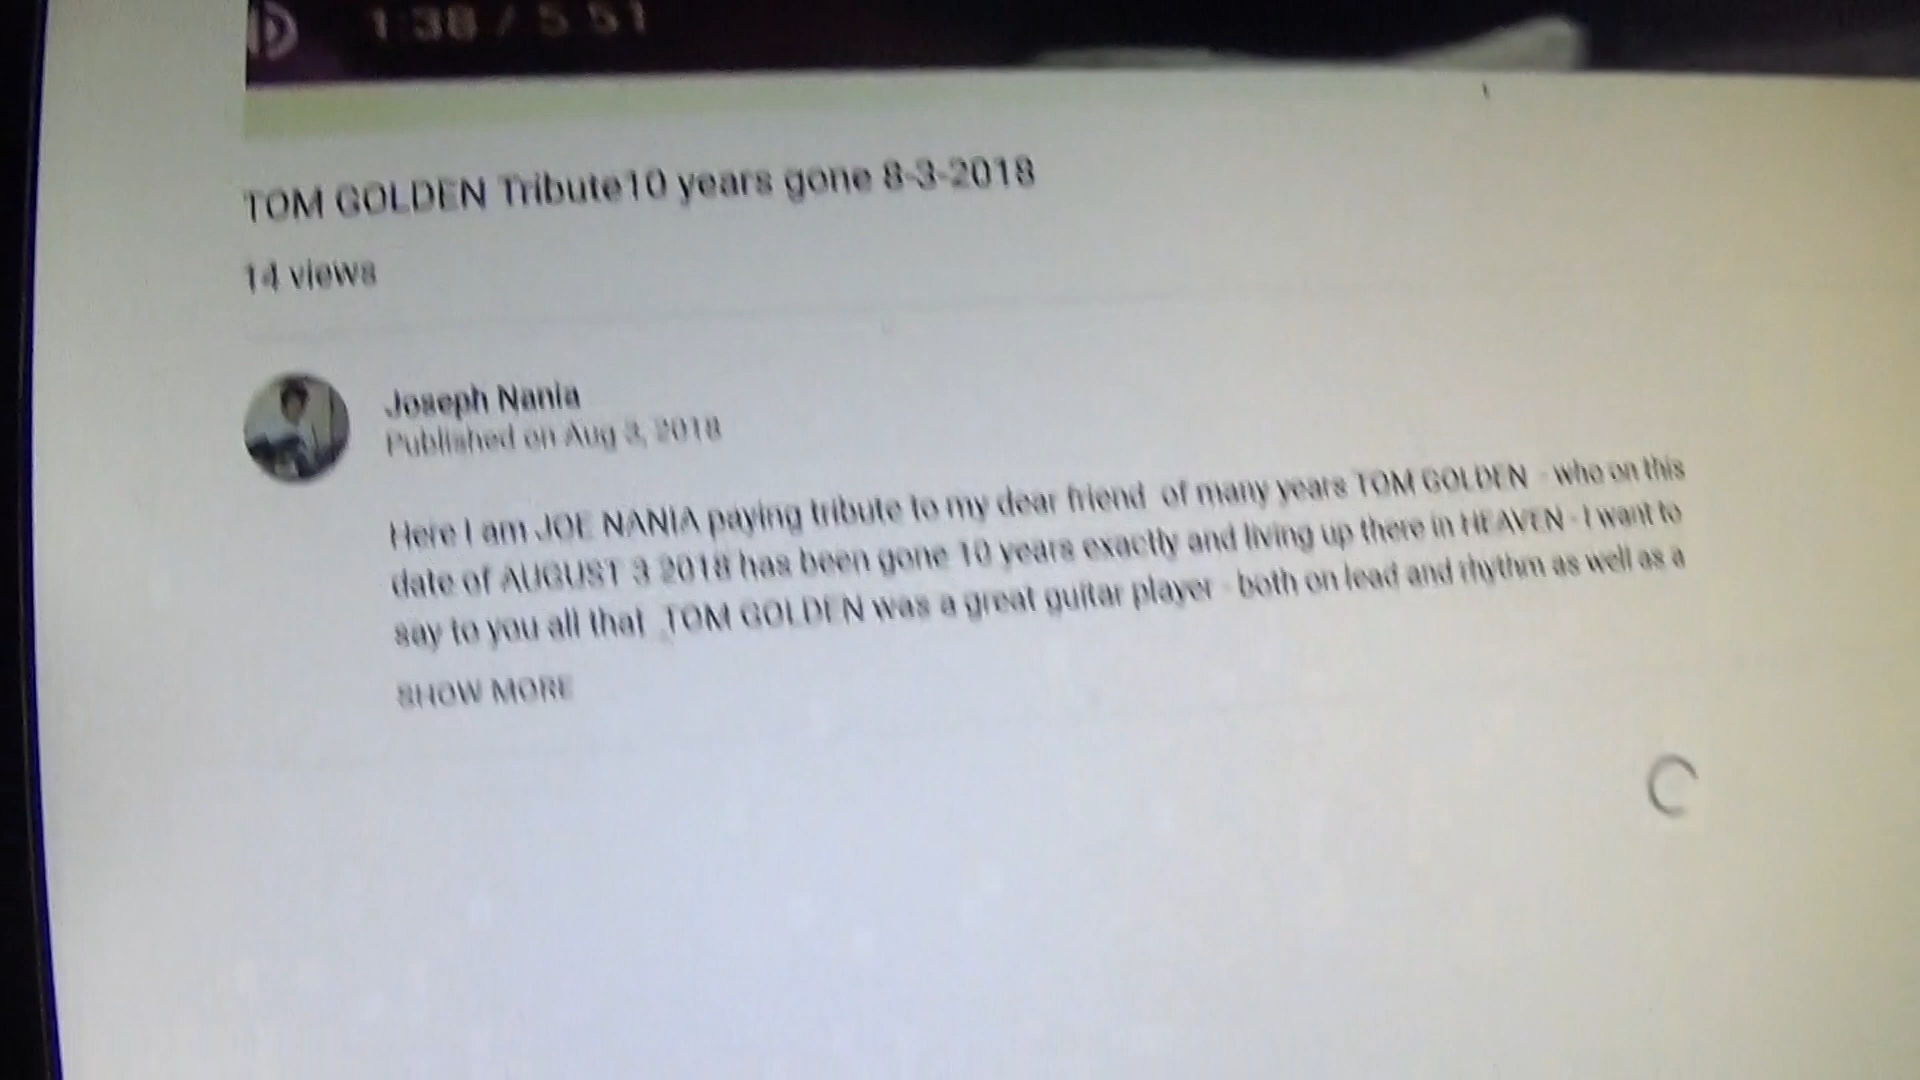 1:38 / 5:51
TOM GOLDEN Tribute10 years gone 8-3-2018
14 views
Joseph Nania
Published on Aug 3, 2018
Here I am JOE NANIA paying tribute to my dear friend of many years TOM GOLDEN - who on this
date of AUGUST 3 2018 has been gone 10 years exactly and living up there in HEAVEN - I want to
say to you all that TOM GOLDEN was a great guitar player - both on lead and rhythm as well as a
SHOW MORE